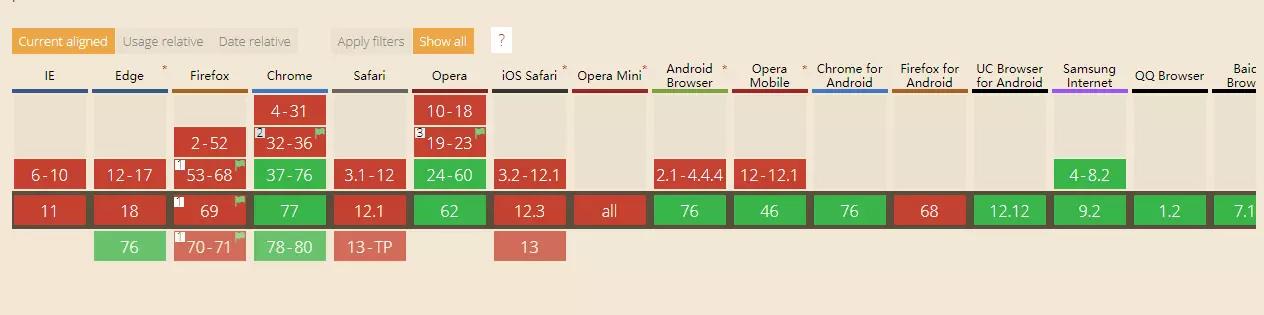 Current aligned Usage relative Date relative Apply filters Show all ?
IE Edge * Firefox Chrome Safari Opera iOS Safari * Opera Mini * Android Browser * Opera Mobile * Chrome for Android Firefox for Android UC Browser for Android Samsung Internet QQ Browser Baid Brow
4-31 10-18
2-52 2 32-36 3 19-23
6-10 12-17 1 53-68 37-76 3.1-12 24-60 3.2-12.1 2.1-4.4.4 12-12.1 4-8.2
11 18 1 69 77 12.1 62 12.3 all 76 46 76 68 12.12 9.2 1.2 7.1
76 1 70-71 78-80 13-TP 13